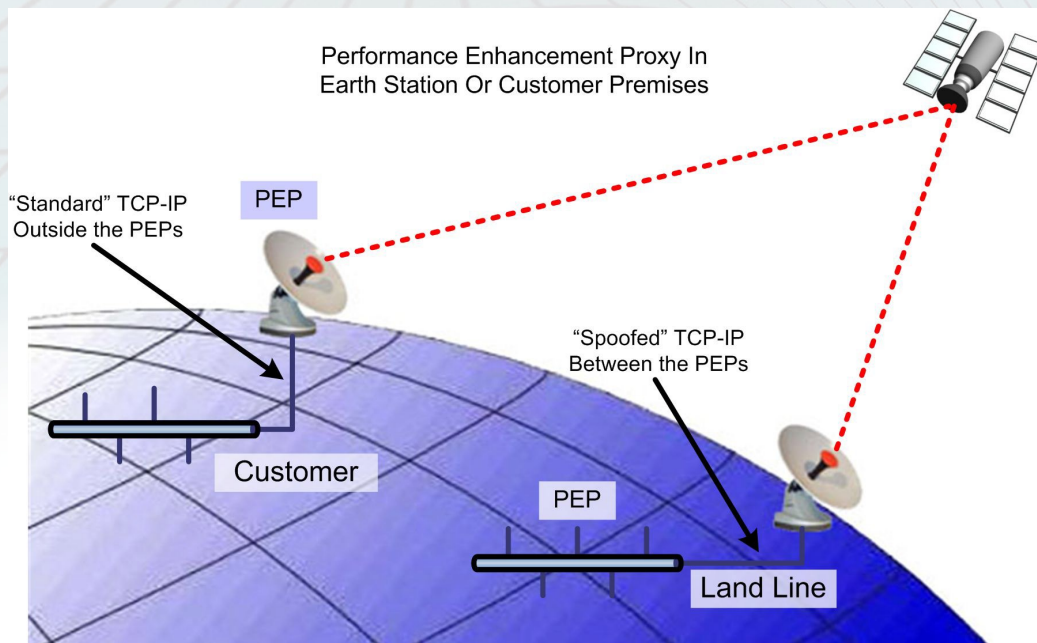 Performance Enhancement Proxy In
Earth Station Or Customer Premises
PEP
“Standard” TCP-IP
Outside the PEPs
“Spoofed” TCP-IP
Between the PEPs
Customer
PEP
Land Line